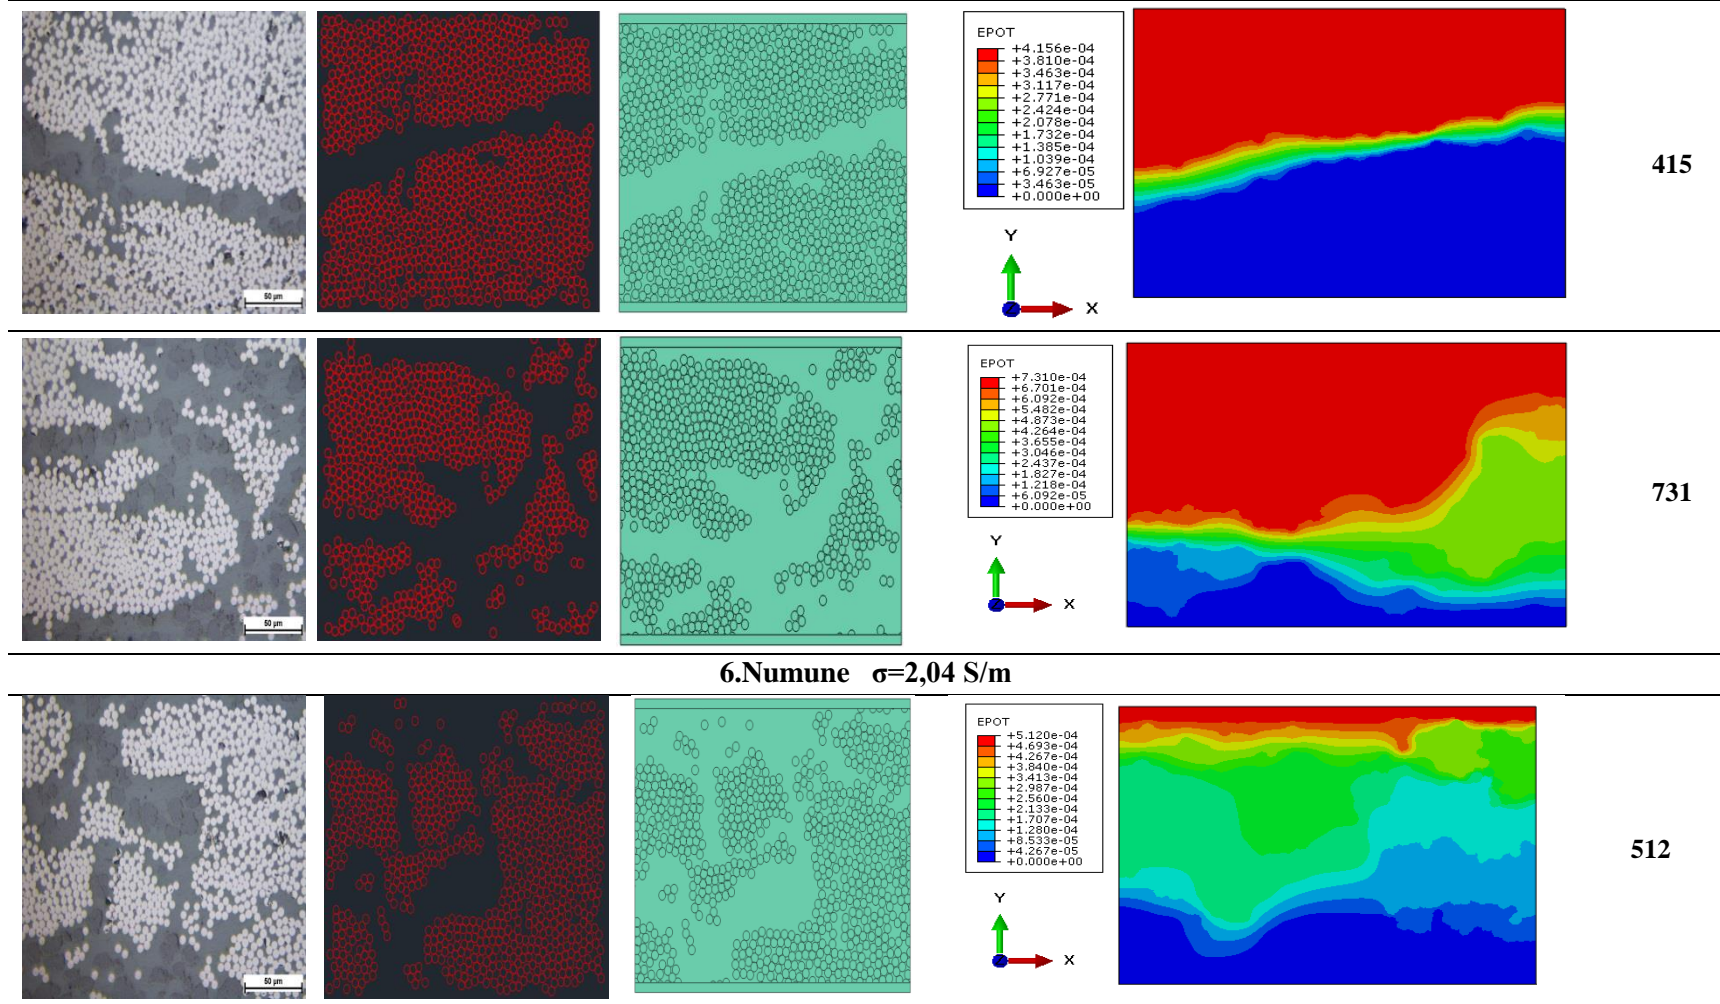 EPOT
+4.156e-04
+3.810e-04
+3.463e-04
+3.117e-04
+2.771e-04
+2.424e-04
+2.078e-04
+1.732e-04
+1.385e-04
+1.039e-04
+6.927e-05
+3.463e-05
+0.000e+00
Y
Z
X
50 µm
415
EPOT
+7.310e-04
+6.701e-04
+6.092e-04
+5.482e-04
+4.873e-04
+4.264e-04
+3.655e-04
+3.046e-04
+2.437e-04
+1.827e-04
+1.218e-04
+6.092e-05
+0.000e+00
Y
Z
X
50 µm
731
6.Numune σ=2,04 S/m
EPOT
+5.120e-04
+4.693e-04
+4.267e-04
+3.840e-04
+3.413e-04
+2.987e-04
+2.560e-04
+2.133e-04
+1.707e-04
+1.280e-04
+8.533e-05
+4.267e-05
+0.000e+00
Y
Z
X
50 µm
512